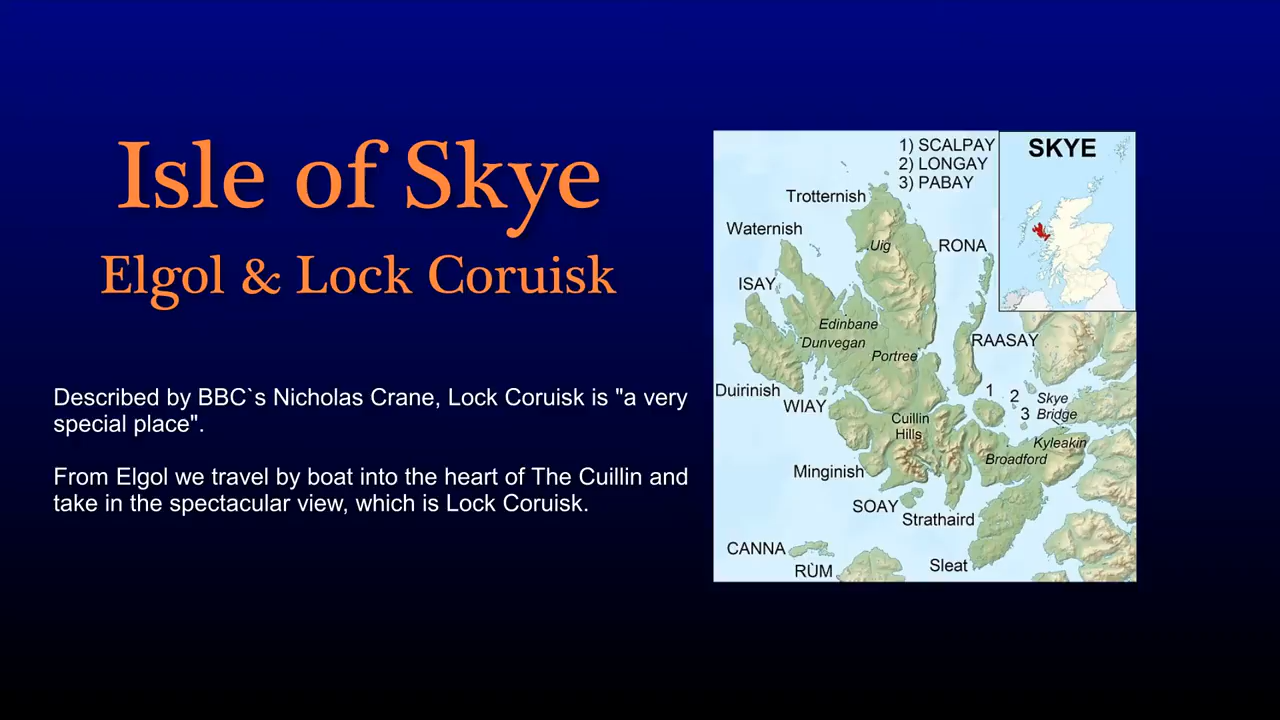 Isle of Skye
Elgol & Lock Coruisk
Described by BBC`s Nicholas Crane, Lock Coruisk is "a very
special place".
From Elgol we travel by boat into the heart of The Cuillin and
take in the spectacular view, which is Lock Coruisk.
1) SCALPAY
2) LONGAY
3) PABAY
SKYE
Trotternish
Waternish
Uig
RONA
ISAY
Edinbane
Dunvegan
Portree
RAASAY
Duirinish
WIAY
1
2
3
Skye
Bridge
Cuillin
Hills
Kyleakin
Broadford
Minginish
SOAY
Strathaird
CANNA
RÙM
Sleat